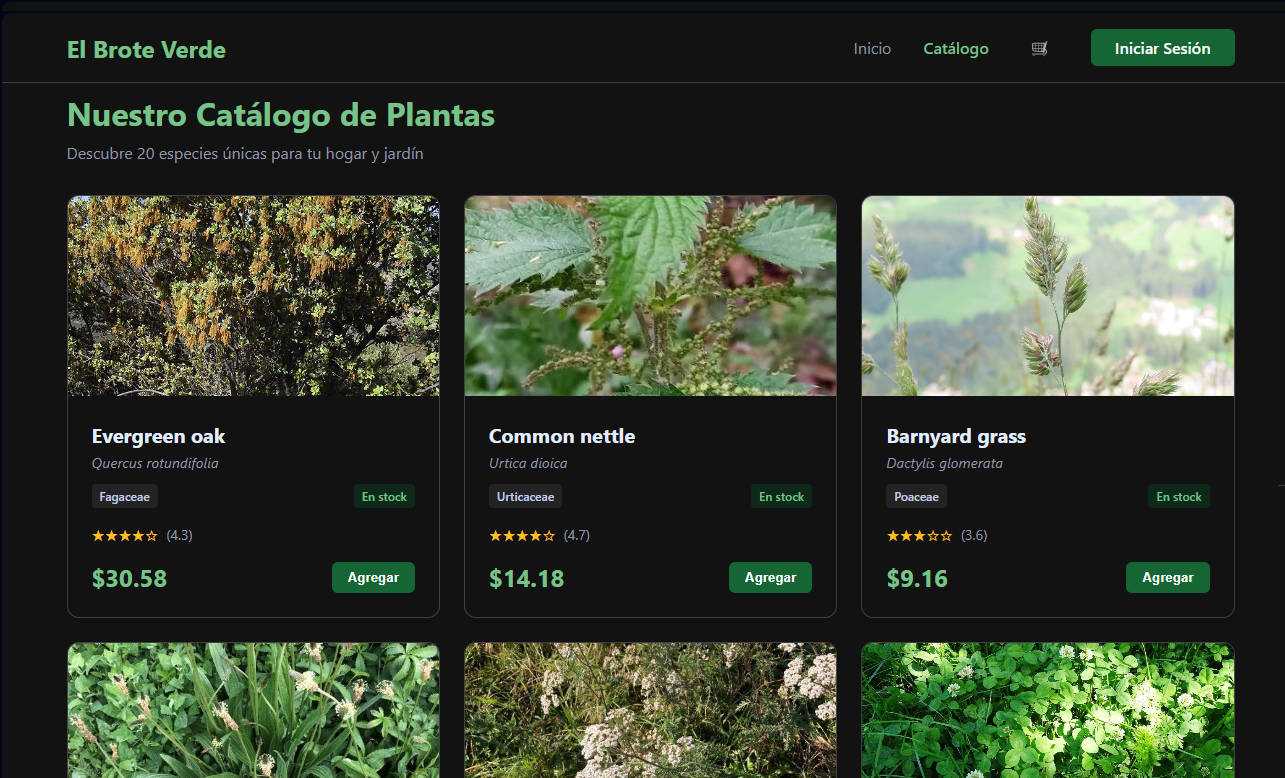 El Brote Verde
Inicio
Catálogo
Iniciar Sesión
Nuestro Catálogo de Plantas
Descubre 20 especies únicas para tu hogar y jardín
Evergreen oak
Quercus rotundifolia
Fagaceae
En stock
★★★★☆ (4.3)
$30.58
Agregar
Common nettle
Urtica dioica
Urticaceae
En stock
★★★★☆ (4.7)
$14.18
Agregar
Barnyard grass
Dactylis glomerata
Poaceae
En stock
★★★☆☆ (3.6)
$9.16
Agregar